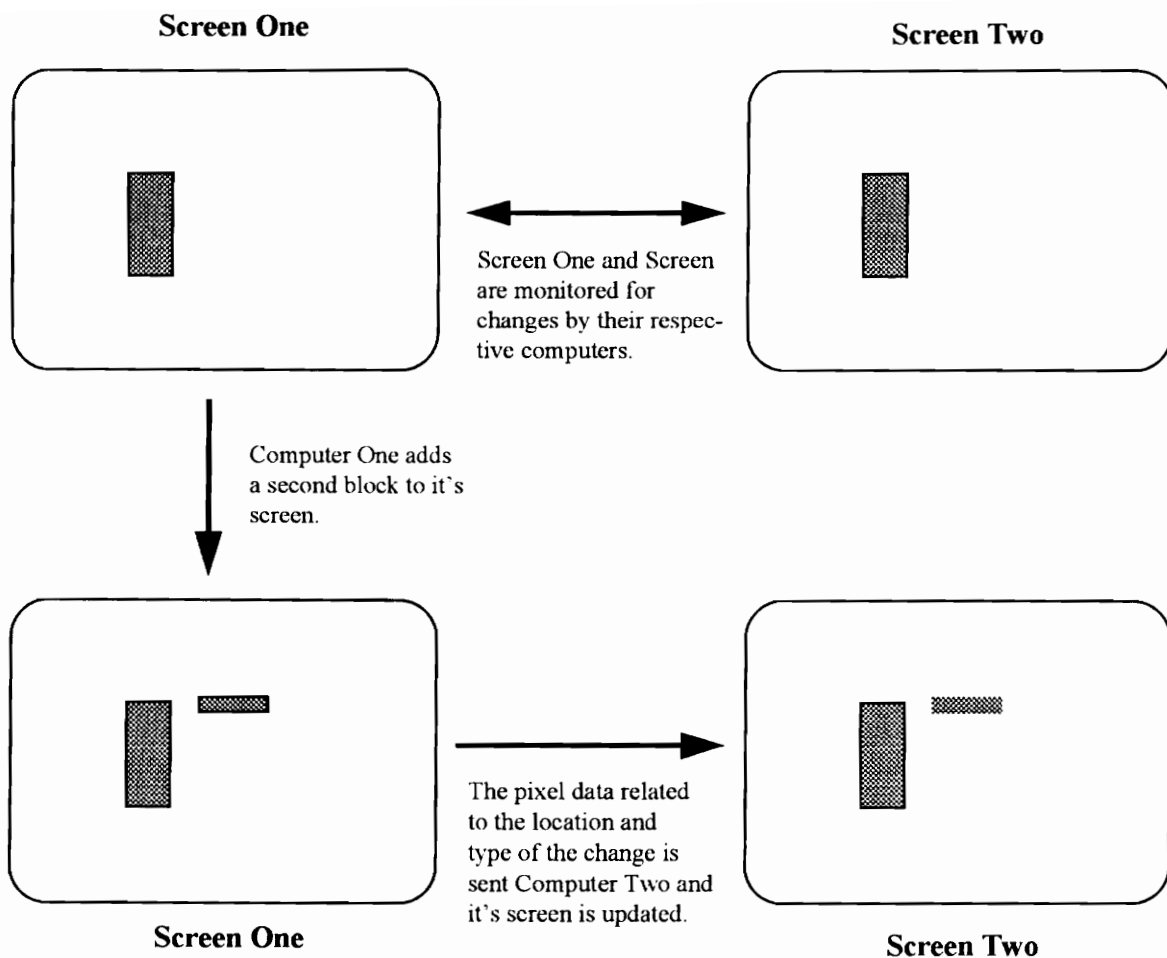 Screen One
Screen Two
Screen One and Screen
are monitored for
changes by their respec-
tive computers.
Computer One adds
a second block to it`s
screen.
The pixel data related
to the location and
type of the change is
sent Computer Two and
it`s screen is updated.
Screen One
Screen Two